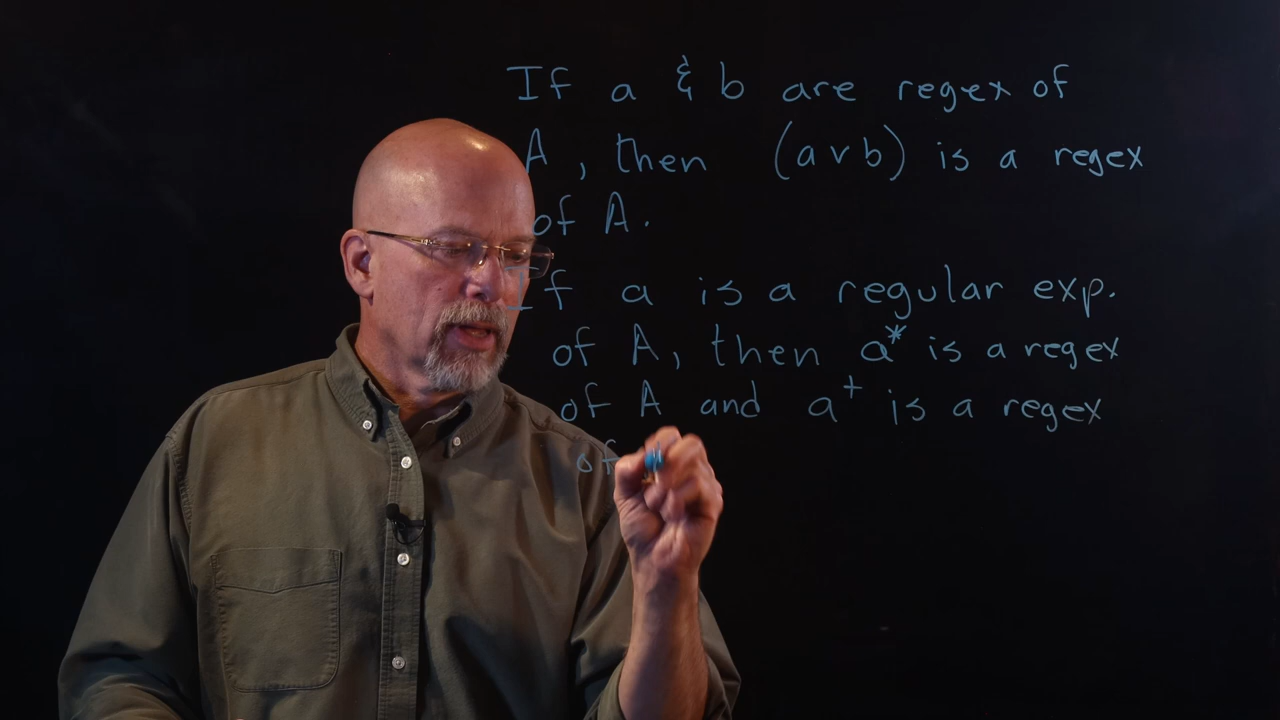 If a & b are regex of
A, then (a v b) is a regex
of A.
If a is a regular exp.
of A, then a* is a regex
of A and a⁺ is a regex
of